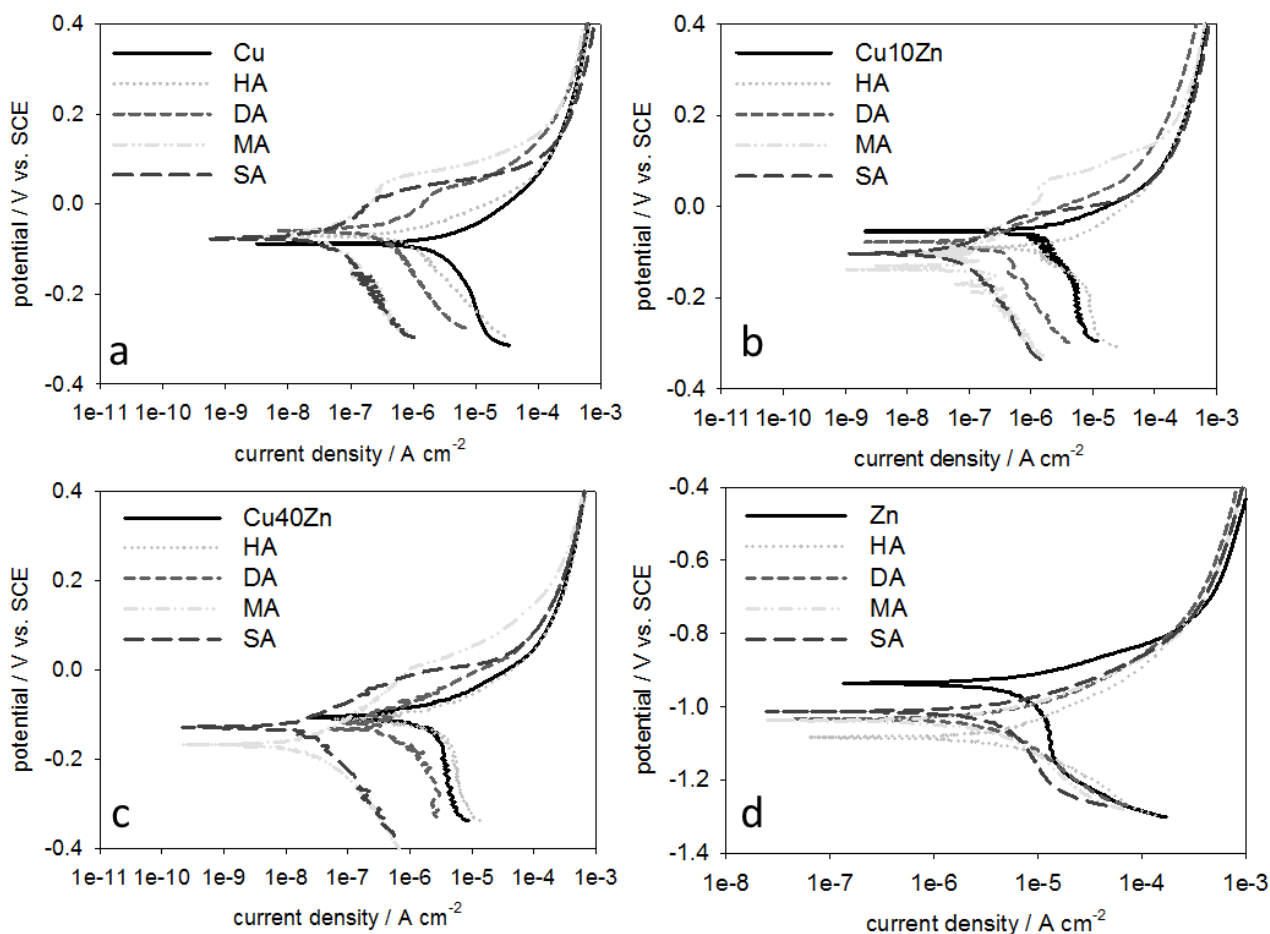 0.4
0.2
0.0
-0.2
-0.4
potential / V vs. SCE
Cu
HA
DA
MA
SA
a
1e-11 1e-10 1e-9 1e-8 1e-7 1e-6 1e-5 1e-4 1e-3
current density / A cm-2
0.4
0.2
0.0
-0.2
-0.4
potential / V vs. SCE
Cu10Zn
HA
DA
MA
SA
b
1e-11 1e-10 1e-9 1e-8 1e-7 1e-6 1e-5 1e-4 1e-3
current density / A cm-2
0.4
0.2
0.0
-0.2
-0.4
potential / V vs. SCE
Cu40Zn
HA
DA
MA
SA
c
1e-11 1e-10 1e-9 1e-8 1e-7 1e-6 1e-5 1e-4 1e-3
current density / A cm-2
-0.4
-0.6
-0.8
-1.0
-1.2
-1.4
potential / V vs. SCE
Zn
HA
DA
MA
SA
d
1e-8 1e-7 1e-6 1e-5 1e-4 1e-3
current density / A cm-2